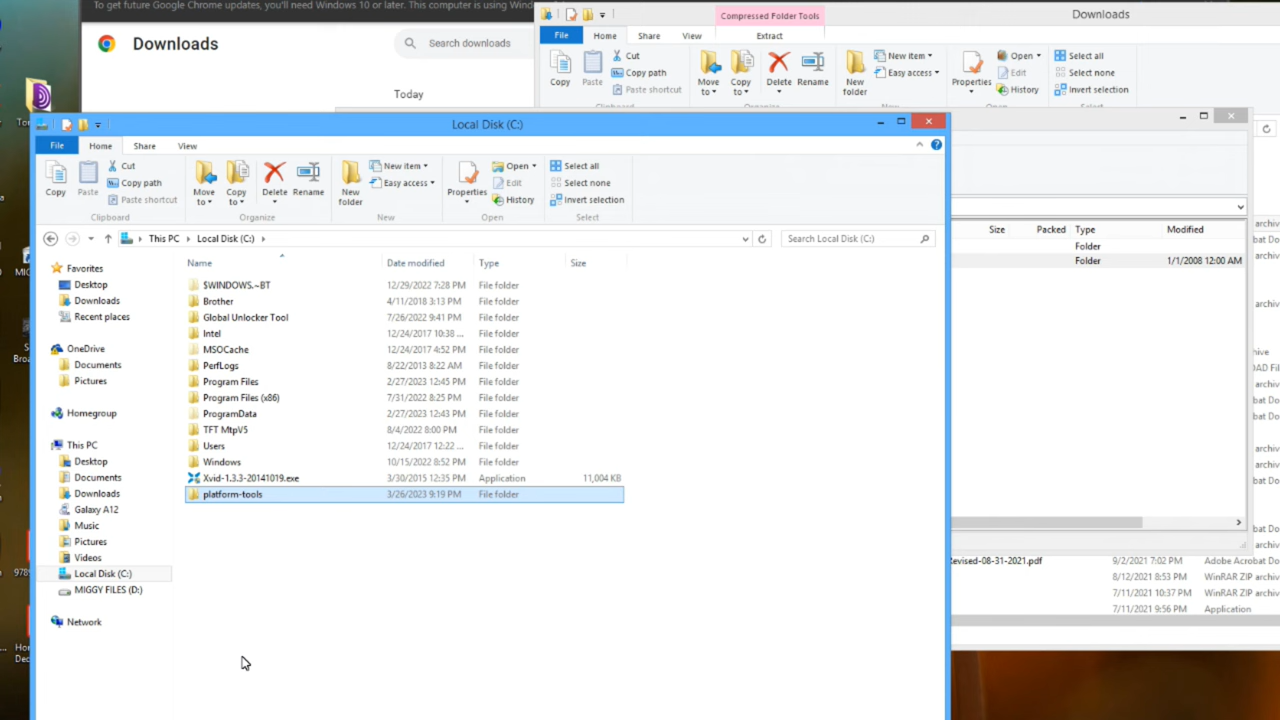 To get future Google Chrome updates, you'll need Windows 10 or later. This computer is using
Downloads
Search downloads
Today
Compressed Folder Tools
Downloads
File Home Share View Extract
Copy Paste Cut
Copy path
Paste shortcut
Move to Copy to Delete Rename
New folder New item
Easy access
Properties Open
Edit
History
Select all
Select none
Invert selection
Local Disk (C:)
File Home Share View
Copy Paste Cut
Copy path
Paste shortcut
Clipboard
Move to Copy to Delete Rename
Organize
New folder New item
Easy access
New
Properties Open
Edit
History
Open
Select all
Select none
Invert selection
Select
This PC Local Disk (C:)
Search Local Disk (C:)
Favorites
Desktop
Downloads
Recent places
OneDrive
Documents
Pictures
Homegroup
This PC
Desktop
Documents
Downloads
Galaxy A12
Music
Pictures
Videos
Local Disk (C:)
MIGGY FILES (D:)
Network
Name Date modified Type Size
$WINDOWS.~BT 12/29/2022 7:28 PM File folder
Brother 4/11/2018 3:13 PM File folder
Global Unlocker Tool 7/26/2022 9:41 PM File folder
Intel 12/24/2017 10:38 ... File folder
MSOCache 12/24/2017 4:52 PM File folder
PerfLogs 8/22/2013 8:22 AM File folder
Program Files 2/27/2023 12:45 PM File folder
Program Files (x86) 7/31/2022 8:25 PM File folder
ProgramData 2/27/2023 12:43 PM File folder
TFT MtpV5 8/4/2022 8:00 PM File folder
Users 12/24/2017 12:22 ... File folder
Windows 10/15/2022 8:52 PM File folder
Xvid-1.3.3-20141019.exe 3/30/2015 12:35 PM Application 11,004 KB
platform-tools 3/26/2023 9:19 PM File folder
Size Packed Type Modified
Folder
Folder 1/1/2008 12:00 AM
Revised-08-31-2021.pdf 9/2/2021 7:02 PM Adobe Acrobat Do
8/12/2021 8:53 PM WinRAR ZIP archiv
7/11/2021 10:37 PM WinRAR ZIP archiv
7/11/2021 9:56 PM Application